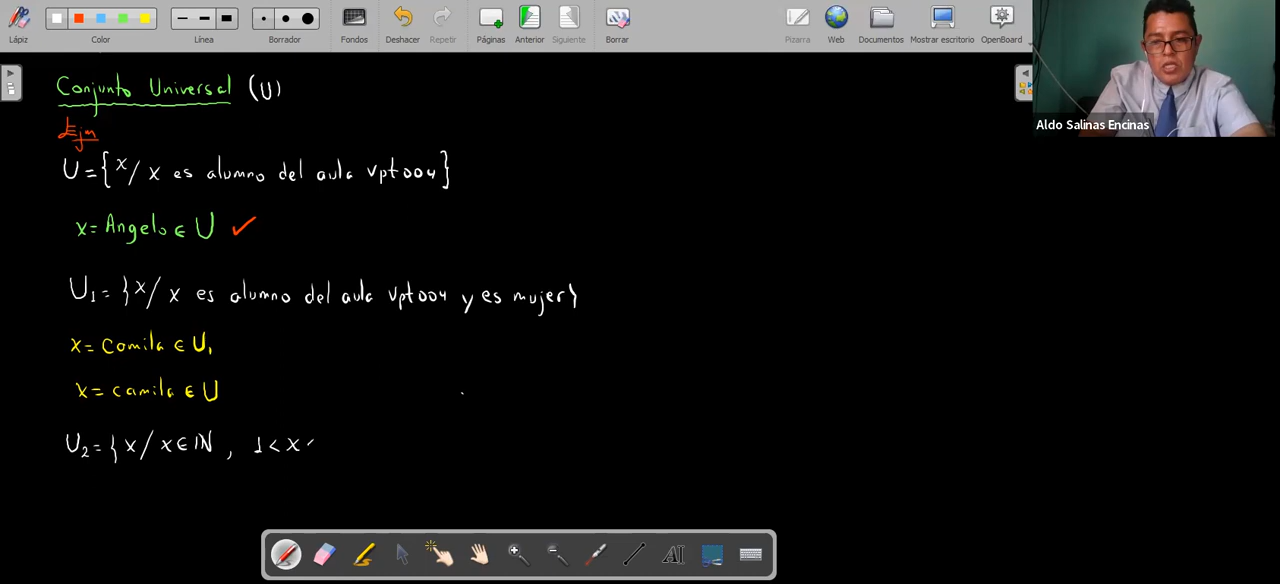 Lápiz Color Línea Borrador Fondos Deshacer Repetir Páginas Anterior Siguiente Borrar Pizarra Web Documentos Mostrar escritorio OpenBoard
Aldo Salinas Encinas
Conjunto Universal (U)
Ejm
U={x/x es alumno del aula vpt004}
x=Angelo∈U ✓
U₁={x/x es alumno del aula vpt004 y es mujer}
x=Comila∈U₁
x=camila∈U
U₂={x/x∈ℕ, 1<x<
AI